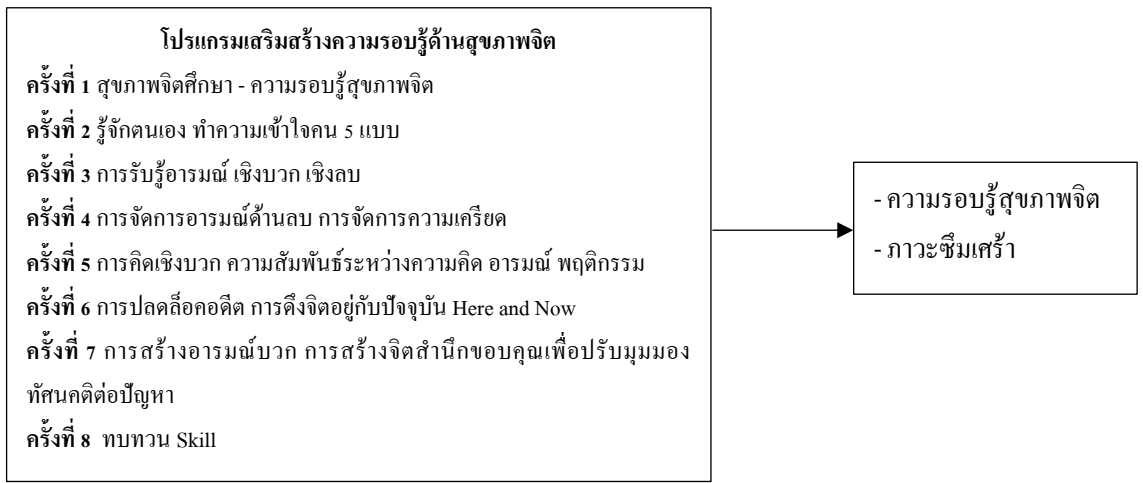 โปรแกรมเสริมสร้างความรอบรู้ด้านสุขภาพจิต
ครั้งที่ 1 สุขภาพจิตศึกษา - ความรอบรู้สุขภาพจิต
ครั้งที่ 2 รู้จักตนเอง ทำความเข้าใจคน 5 แบบ
ครั้งที่ 3 การรับรู้อารมณ์ เชิงบวก เชิงลบ
ครั้งที่ 4 การจัดการอารมณ์ด้านลบ การจัดการความเครียด
ครั้งที่ 5 การคิดเชิงบวก ความสัมพันธ์ระหว่างความคิด อารมณ์ พฤติกรรม
ครั้งที่ 6 การปลดล็อคอดีต การดึงจิตอยู่กับปัจจุบัน Here and Now
ครั้งที่ 7 การสร้างอารมณ์บวก การสร้างจิตสำนึกขอบคุณเพื่อปรับมุมมอง
ทัศนคติต่อปัญหา
ครั้งที่ 8 ทบทวน Skill
- ความรอบรู้สุขภาพจิต
- ภาวะซึมเศร้า